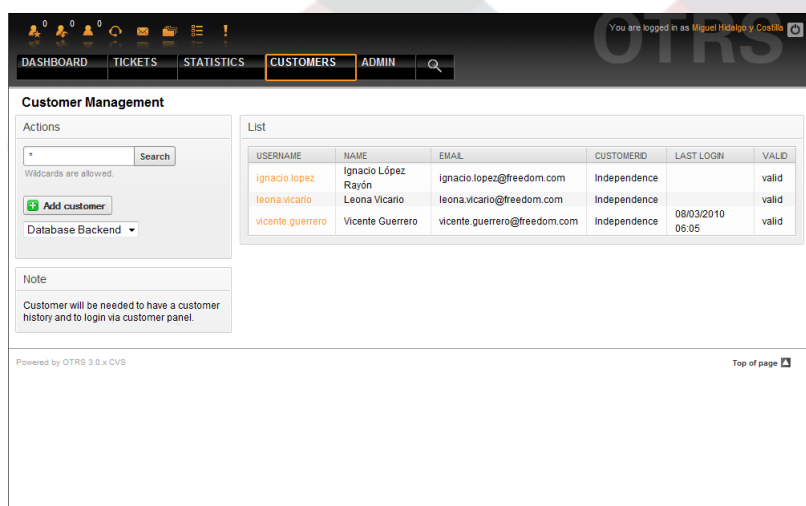 OTRS
You are logged in as Miguel Hidalgo y Costilla
0 0 0
DASHBOARD TICKETS STATISTICS CUSTOMERS ADMIN
Customer Management
Actions
*
Search
Wildcards are allowed.
Add customer
Database Backend
Note
Customer will be needed to have a customer
history and to login via customer panel.
List
USERNAME NAME EMAIL CUSTOMERID LAST LOGIN VALID
ignacio.lopez Ignacio López Rayón ignacio.lopez@freedom.com Independence valid
leona.vicario Leona Vicario leona.vicario@freedom.com Independence valid
vicente.guerrero Vicente Guerrero vicente.guerrero@freedom.com Independence 08/03/2010 06:05 valid
Powered by OTRS 3.0.x CVS
Top of page